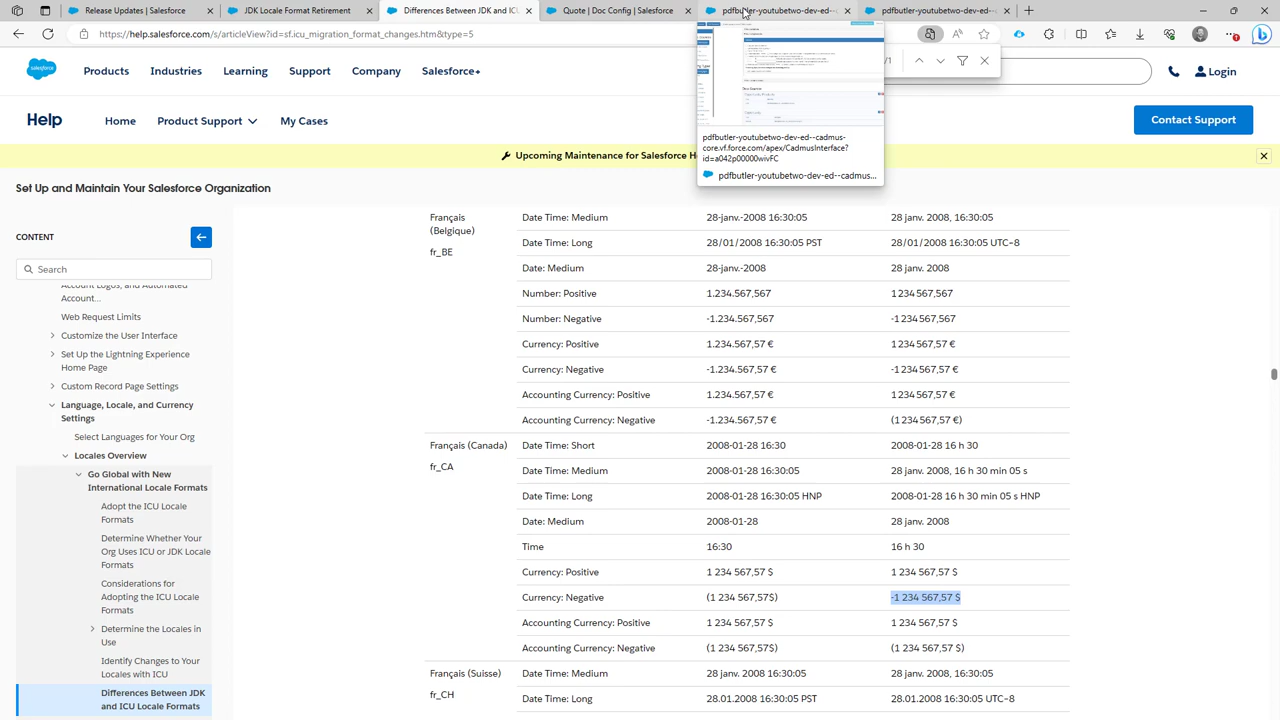 Release Updates | Salesforce
JDK Locale Format Retirement
Differences Between JDK and ICU
Quote | Doc Config | Salesforce
pdfbutler-youtubetwo-dev-ed--
pdfbutler-youtubetwo-dev-ed--c
https://help.salesforce.com/s/articleView?id=sf.icu_migration_format_changes.htm&type=5
/1
salesforce
Products
Industries
Learning
Support
Company
Salesforce+
Login
pdfbutler-youtubetwo-dev-ed--cadmus-
core.vf.force.com/apex/CadmusInterface?
id=a042p00000wivFC
pdfbutler-youtubetwo-dev-ed--cadmus...
Help
Home
Product Support
My Cases
Contact Support
Upcoming Maintenance for Salesforce He
Set Up and Maintain Your Salesforce Organization
CONTENT
Search
Account Logos, and Automated
Account...
Web Request Limits
Customize the User Interface
Set Up the Lightning Experience
Home Page
Custom Record Page Settings
Language, Locale, and Currency
Settings
Select Languages for Your Org
Locales Overview
Go Global with New
International Locale Formats
Adopt the ICU Locale
Formats
Determine Whether Your
Org Uses ICU or JDK Locale
Formats
Considerations for
Adopting the ICU Locale
Formats
Determine the Locales in
Use
Identify Changes to Your
Locales with ICU
Differences Between JDK
and ICU Locale Formats
Français
(Belgique)
fr_BE
Date Time: Medium 28-janv.-2008 16:30:05 28 janv. 2008, 16:30:05
Date Time: Long 28/01/2008 16:30:05 PST 28/01/2008 16:30:05 UTC−8
Date: Medium 28-janv.-2008 28 janv. 2008
Number: Positive 1.234.567,567 1 234 567,567
Number: Negative -1.234.567,567 -1 234 567,567
Currency: Positive 1.234.567,57 € 1 234 567,57 €
Currency: Negative -1.234.567,57 € -1 234 567,57 €
Accounting Currency: Positive 1.234.567,57 € 1 234 567,57 €
Accounting Currency: Negative -1.234.567,57 € (1 234 567,57 €)
Français (Canada)
fr_CA
Date Time: Short 2008-01-28 16:30 2008-01-28 16 h 30
Date Time: Medium 2008-01-28 16:30:05 28 janv. 2008, 16 h 30 min 05 s
Date Time: Long 2008-01-28 16:30:05 HNP 2008-01-28 16 h 30 min 05 s HNP
Date: Medium 2008-01-28 28 janv. 2008
Time 16:30 16 h 30
Currency: Positive 1 234 567,57 $ 1 234 567,57 $
Currency: Negative (1 234 567,57$) -1 234 567,57 $
Accounting Currency: Positive 1 234 567,57 $ 1 234 567,57 $
Accounting Currency: Negative (1 234 567,57$) (1 234 567,57 $)
Français (Suisse)
fr_CH
Date Time: Medium 28 janv. 2008 16:30:05 28 janv. 2008, 16:30:05
Date Time: Long 28.01.2008 16:30:05 PST 28.01.2008 16:30:05 UTC−8